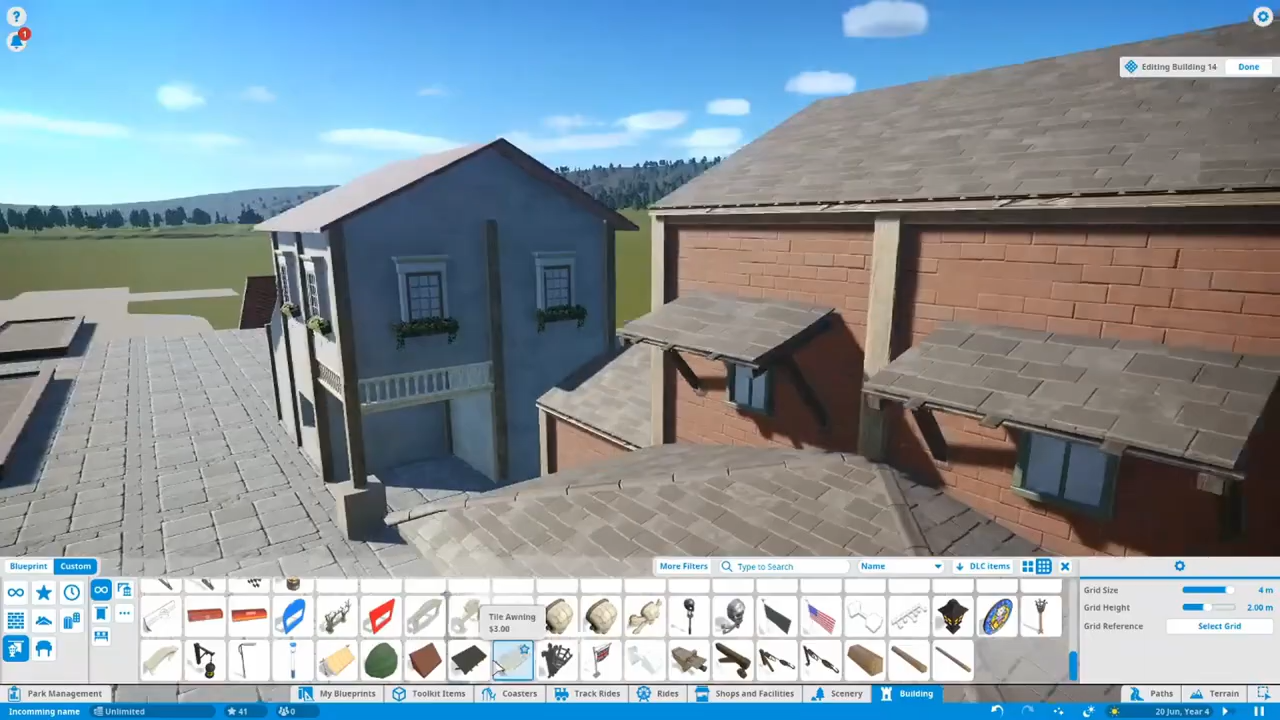 ?
1
Editing Building 14 Done
Blueprint Custom More Filters Type to Search Name DLC items
Tile Awning
$3.00
Grid Size 4 m
Grid Height 2.00 m
Grid Reference Select Grid
Park Management My Blueprints Toolkit Items Coasters Track Rides Rides Shops and Facilities Scenery Building Paths Terrain
Incoming name Unlimited 41 0 20 Jun, Year 4